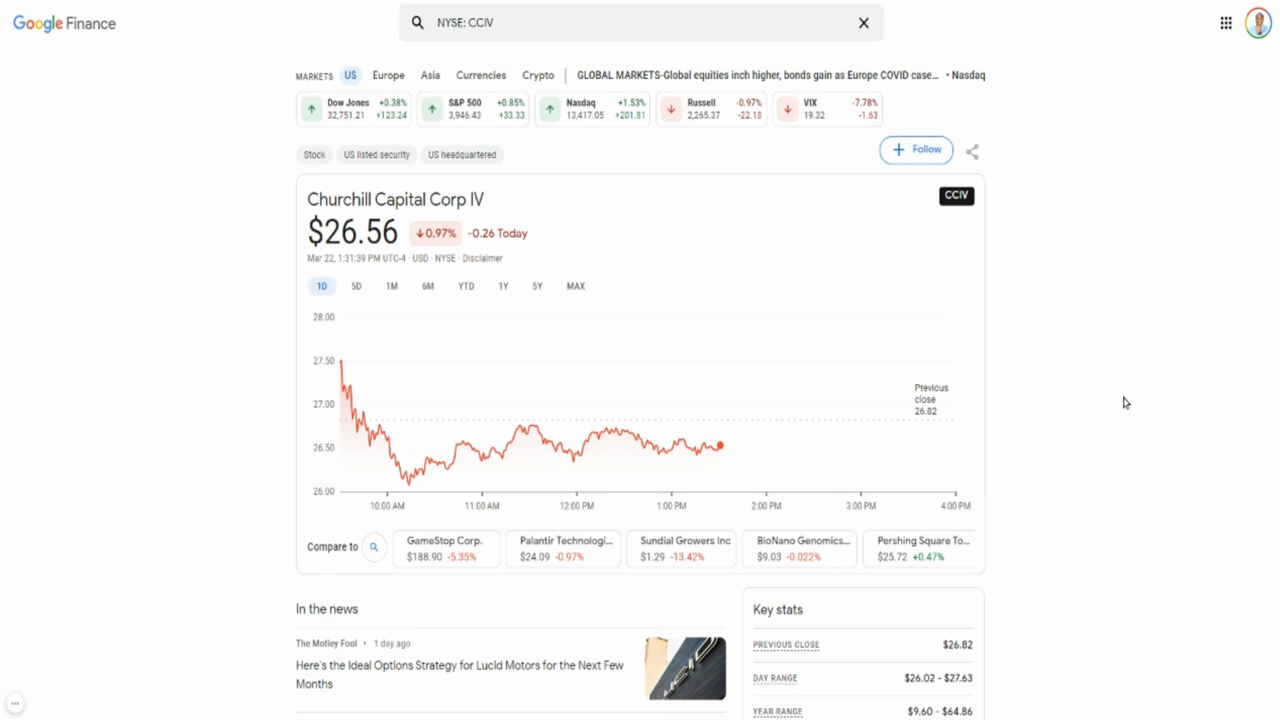 Google Finance
NYSE: CCIV
MARKETS US Europe Asia Currencies Crypto GLOBAL MARKETS-Global equities inch higher, bonds gain as Europe COVID case... • Nasdaq
Dow Jones +0.38% S&P 500 +0.85% Nasdaq +1.53% Russell -0.97% VIX -7.78%
32,751.21 +123.24 3,946.43 +33.33 13,417.05 +201.81 2,265.37 -22.18 19.32 -1.63
Stock US listed security US headquartered + Follow
Churchill Capital Corp IV CCIV
$26.56 ↓0.97% -0.26 Today
Mar 22, 1:31:39 PM UTC-4 · USD · NYSE · Disclaimer
1D 5D 1M 6M YTD 1Y 5Y MAX
28.00
27.50
Previous
close
27.00
26.82
26.50
26.00
10:00 AM 11:00 AM 12:00 PM 1:00 PM 2:00 PM 3:00 PM 4:00 PM
Compare to
GameStop Corp. Palantir Technologi... Sundial Growers Inc BioNano Genomics... Pershing Square To...
$188.90 -5.35% $24.09 -0.97% $1.29 -13.42% $9.03 -0.022% $25.72 +0.47%
In the news
The Motley Fool • 1 day ago
Here's the Ideal Options Strategy for Lucid Motors for the Next Few
Months
LUCID
Key stats
PREVIOUS CLOSE $26.82
DAY RANGE $26.02 - $27.63
YEAR RANGE $9.60 - $64.86